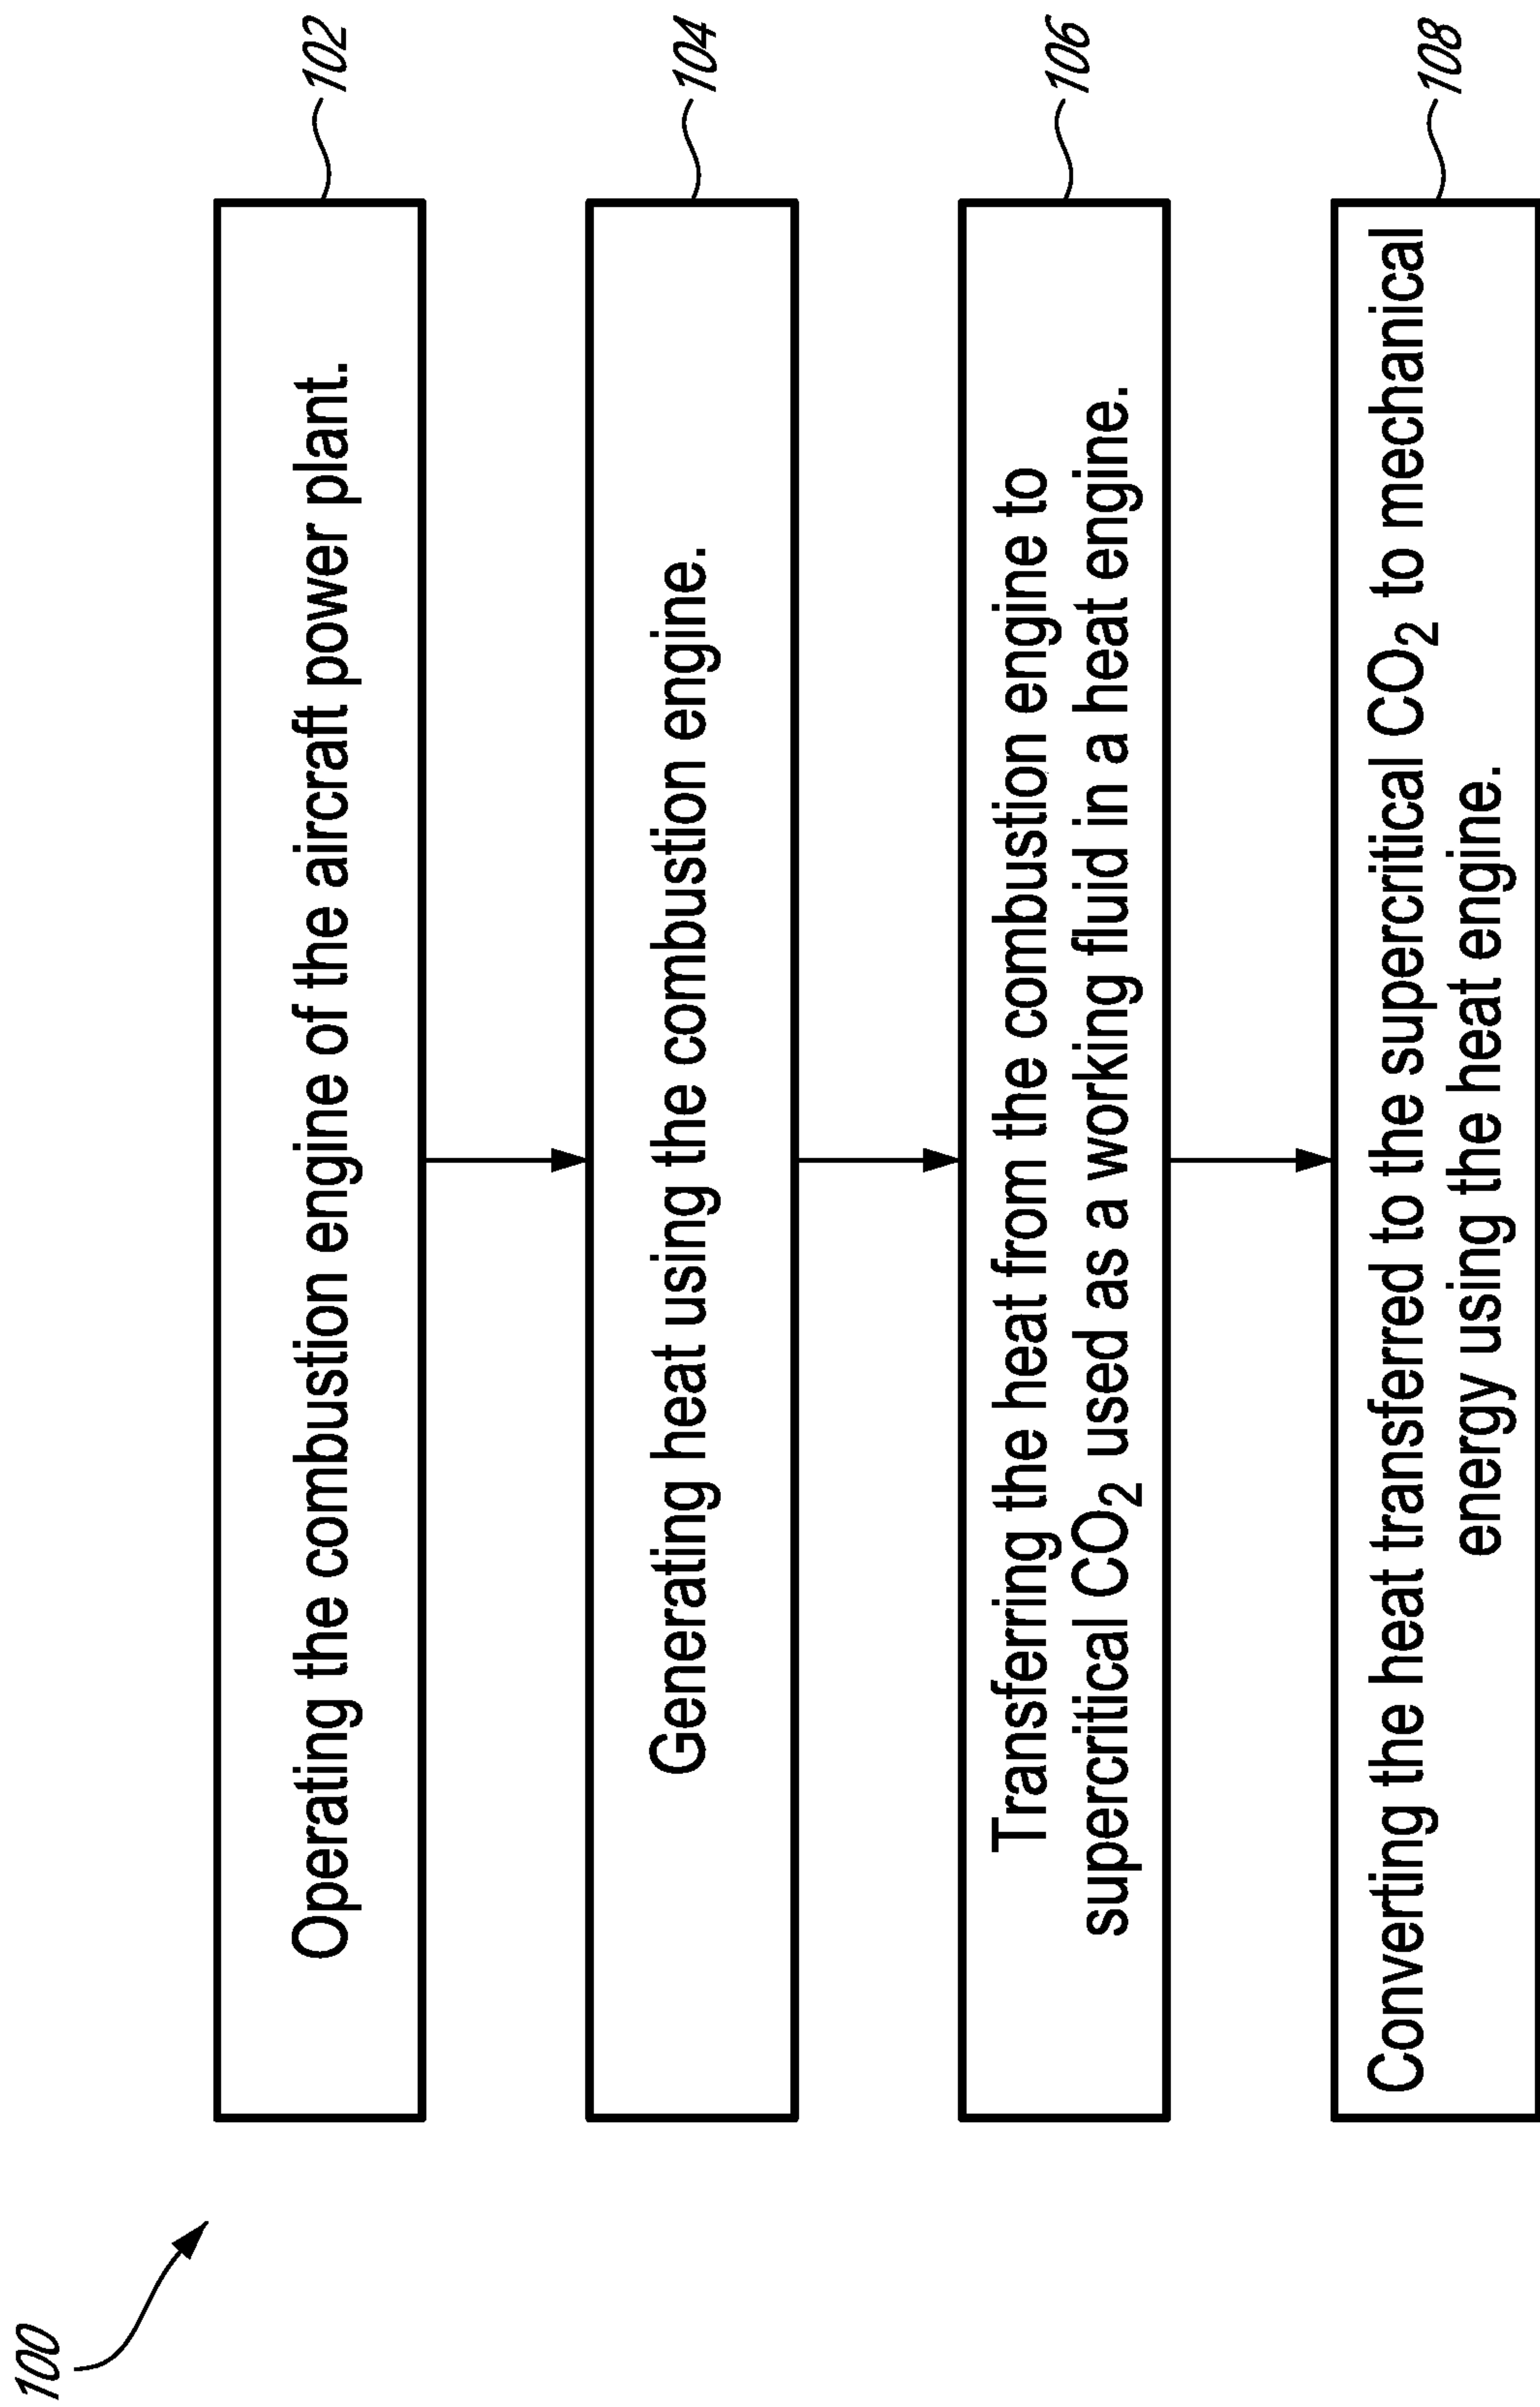 100
Operating the combustion engine of the aircraft power plant.
102
Generating heat using the combustion engine.
104
Transferring the heat from the combustion engine to
supercritical CO₂ used as a working fluid in a heat engine.
106
Converting the heat transferred to the supercritical CO₂ to mechanical
energy using the heat engine.
108